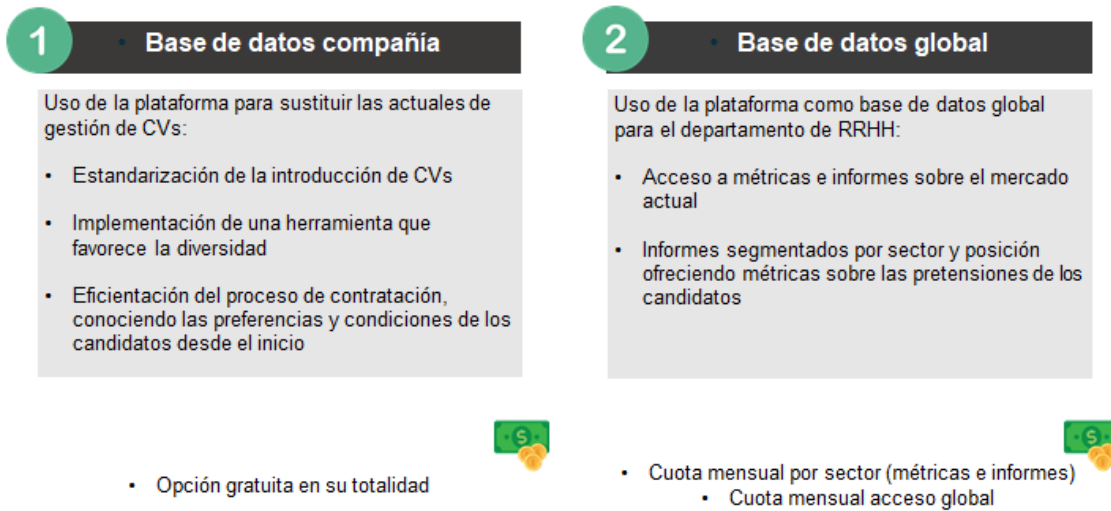 1
• Base de datos compañía
Uso de la plataforma para sustituir las actuales de
gestión de CVs:
• Estandarización de la introducción de CVs
• Implementación de una herramienta que
favorece la diversidad
• Eficientación del proceso de contratación,
conociendo las preferencias y condiciones de los
candidatos desde el inicio
• Opción gratuita en su totalidad
2
• Base de datos global
Uso de la plataforma como base de datos global
para el departamento de RRHH:
• Acceso a métricas e informes sobre el mercado
actual
• Informes segmentados por sector y posición
ofreciendo métricas sobre las pretensiones de los
candidatos
• Cuota mensual por sector (métricas e informes)
• Cuota mensual acceso global